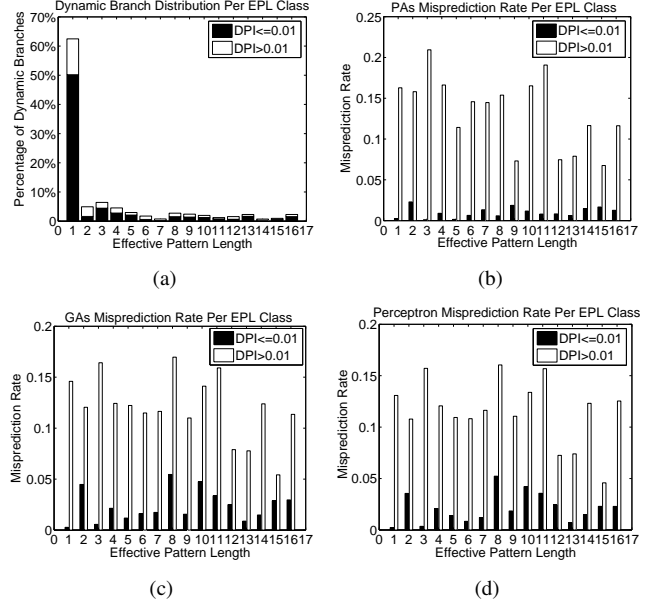 Dynamic Branch Distribution Per EPL Class
70%
60%
50%
40%
30%
20%
10%
0
Percentage of Dynamic Branches
DPI<=0.01
DPI>0.01
0 1 2 3 4 5 6 7 8 9 10 11 12 13 14 15 16 17
Effective Pattern Length
(a)
PAs Misprediction Rate Per EPL Class
0.25
0.2
0.15
0.1
0.05
0
Misprediction Rate
DPI<=0.01
DPI>0.01
0 1 2 3 4 5 6 7 8 9 10 11 12 13 14 15 16 17
Effective Pattern Length
(b)
GAs Misprediction Rate Per EPL Class
0.2
0.15
0.1
0.05
0
Misprediction Rate
DPI<=0.01
DPI>0.01
0 1 2 3 4 5 6 7 8 9 10 11 12 13 14 15 16 17
Effective Pattern Length
(c)
Perceptron Misprediction Rate Per EPL Class
0.2
0.15
0.1
0.05
0
Misprediction Rate
DPI<=0.01
DPI>0.01
0 1 2 3 4 5 6 7 8 9 10 11 12 13 14 15 16 17
Effective Pattern Length
(d)